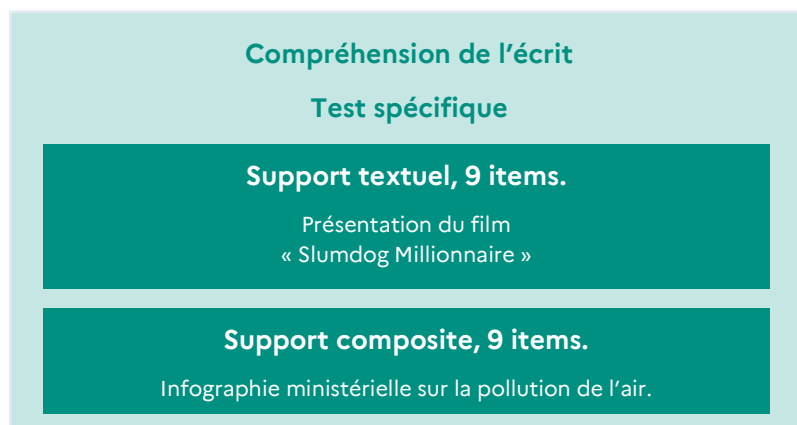 Compréhension de l’écrit
Test spécifique
Support textuel, 9 items.
Présentation du film
« Slumdog Millionnaire »
Support composite, 9 items.
Infographie ministérielle sur la pollution de l’air.